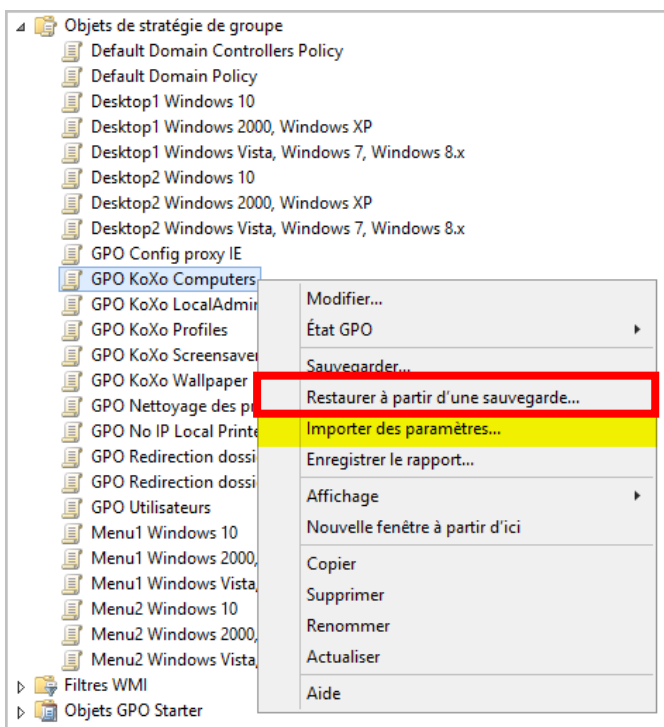 Objets de stratégie de groupe
Default Domain Controllers Policy
Default Domain Policy
Desktop1 Windows 10
Desktop1 Windows 2000, Windows XP
Desktop1 Windows Vista, Windows 7, Windows 8.x
Desktop2 Windows 10
Desktop2 Windows 2000, Windows XP
Desktop2 Windows Vista, Windows 7, Windows 8.x
GPO Config proxy IE
GPO KoXo Computers
GPO KoXo LocalAdmin
GPO KoXo Profiles
GPO KoXo Screensaver
GPO KoXo Wallpaper
GPO Nettoyage des
GPO No IP Local Printe
GPO Redirection dossi
GPO Redirection dossi
GPO Utilisateurs
Menu1 Windows 10
Menu1 Windows 2000,
Menu1 Windows Vista,
Menu2 Windows 10
Menu2 Windows 2000,
Menu2 Windows Vista,
Filtres WMI
Objets GPO Starter
Modifier...
État GPO
Sauvegarder...
Restaurer à partir d'une sauvegarde...
Importer des paramètres...
Enregistrer le rapport...
Affichage
Nouvelle fenêtre à partir d'ici
Copier
Supprimer
Renommer
Actualiser
Aide